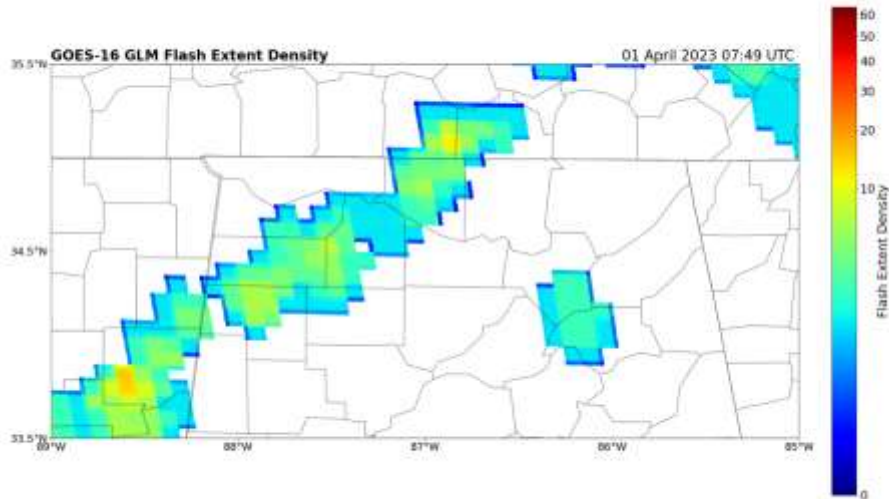 GOES-16 GLM Flash Extent Density
01 April 2023 07:49 UTC
35.5°N
34.5°N
33.5°N
89°W
88°W
87°W
86°W
85°W
60
50
40
30
20
10
0
Flash Extent Density